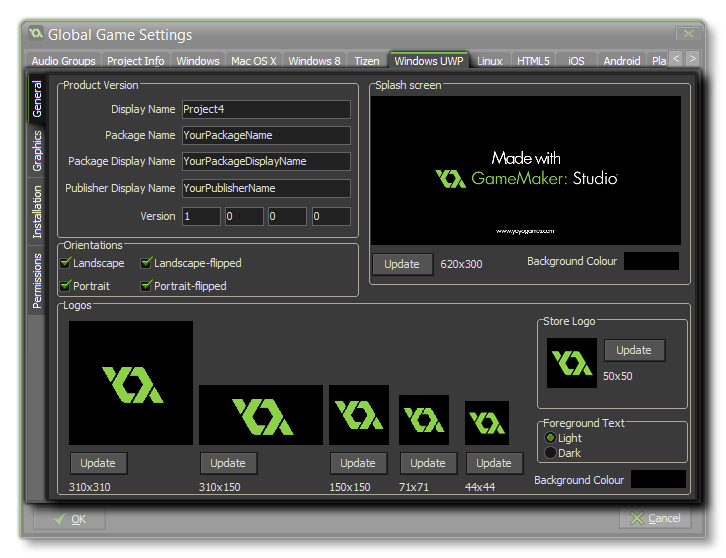 Global Game Settings
Audio Groups Project Info Windows Mac OS X Windows 8 Tizen Windows UWP Linux HTML5 iOS Android Pla
General
Graphics
Installation
Permissions
Product Version
Display Name Project4
Package Name YourPackageName
Package Display Name YourPackageDisplayName
Publisher Display Name YourPublisherName
Version 1 0 0 0
Orientations
Landscape Landscape-flipped
Portrait Portrait-flipped
Splash screen
Made with
GameMaker: Studio
www.yoyogames.com
Update 620x300 Background Colour
Logos
Update Update Update Update Update
310x310 310x150 150x150 71x71 44x44
Store Logo
Update
50x50
Foreground Text
Light
Dark
Background Colour
OK Cancel